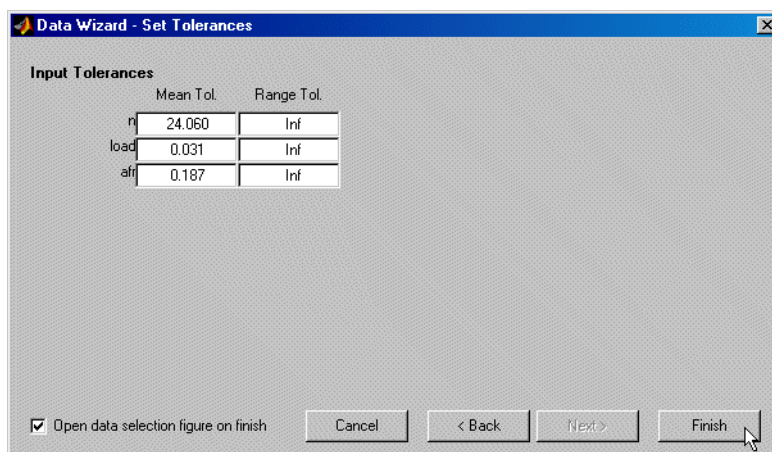 Data Wizard - Set Tolerances
Input Tolerances
Mean Tol. Range Tol.
n 24.060 Inf
load 0.031 Inf
afr 0.187 Inf
Open data selection figure on finish Cancel < Back Next > Finish